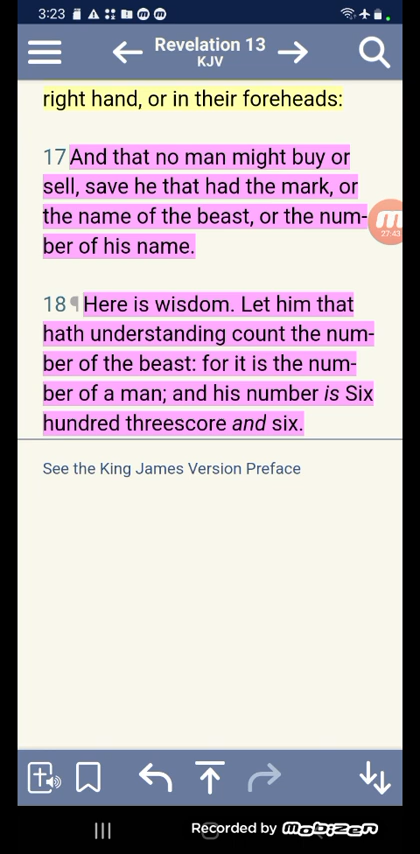 3:23
Revelation 13
KJV
right hand, or in their foreheads:
17 And that no man might buy or
sell, save he that had the mark, or
the name of the beast, or the num-
ber of his name.
27:43
18 ¶ Here is wisdom. Let him that
hath understanding count the num-
ber of the beast: for it is the num-
ber of a man; and his number is Six
hundred threescore and six.
See the King James Version Preface
Recorded by mobizen